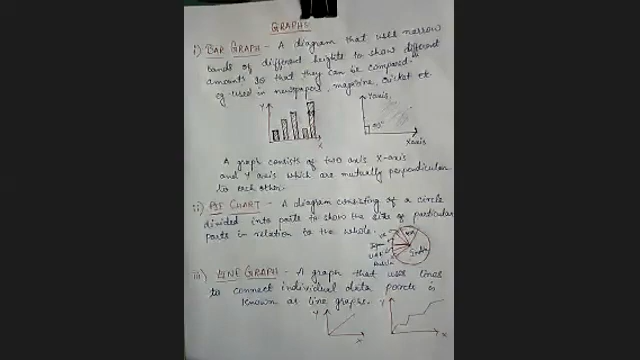 GRAPHS
i) BAR GRAPH - A diagram that uses narrow
bands of different heights to show different
amounts so that they can be compared
eg used in newspapers, magazine, cricket etc
Y
X
Y axis
90°
X axis
A graph consists of two axis X-axis
and Y axis which are mutually perpendicular
to each other.
ii) PIE CHART - A diagram consisting of a circle
divided into parts to show the size of particular
parts in relation to the whole.
India
iii) LINE GRAPH - A graph that uses lines
to connect individual data points is
known as line graphs.
Y
X
Y
X